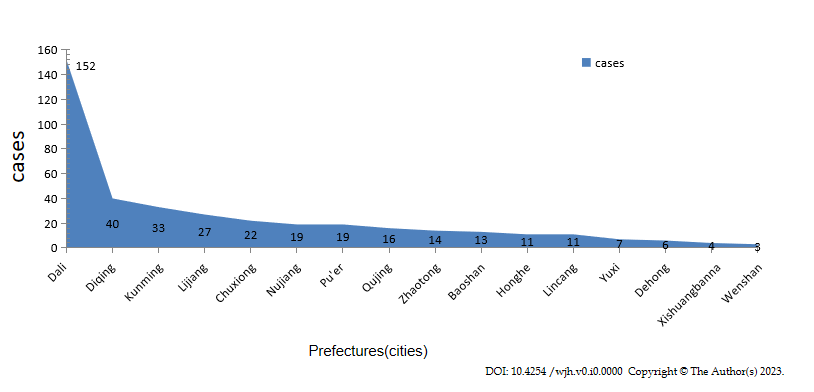 cases
160
140
120
100
80
60
40
20
0
152
40
33
27
22
19
19
16
14
13
11
11
7
6
4
3
cases
Dali
Diqing
Kunming
Lijiang
Chuxiong
Nujiang
Pu'er
Qujing
Zhaotong
Baoshan
Honghe
Lincang
Yuxi
Dehong
Xishuangbanna
Wenshan
Prefectures(cities)
DOI: 10.4254 /wjh.v0.i0.0000 Copyright © The Author(s) 2023.